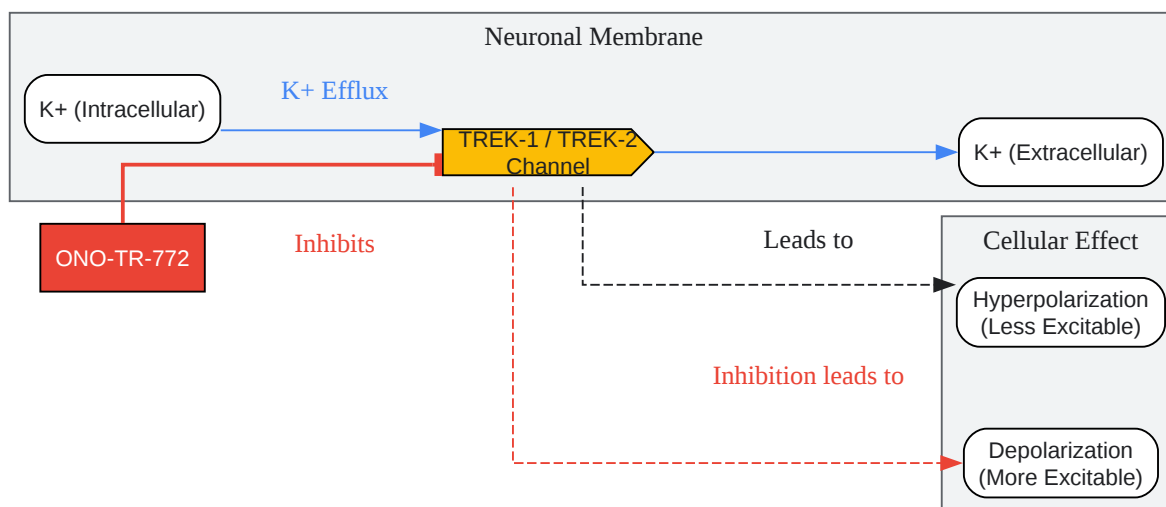 Neuronal Membrane
K+ (Intracellular)
K+ Efflux
TREK-1 / TREK-2
Channel
K+ (Extracellular)
ONO-TR-772
Inhibits
Leads to
Cellular Effect
Hyperpolarization
(Less Excitable)
Inhibition leads to
Depolarization
(More Excitable)